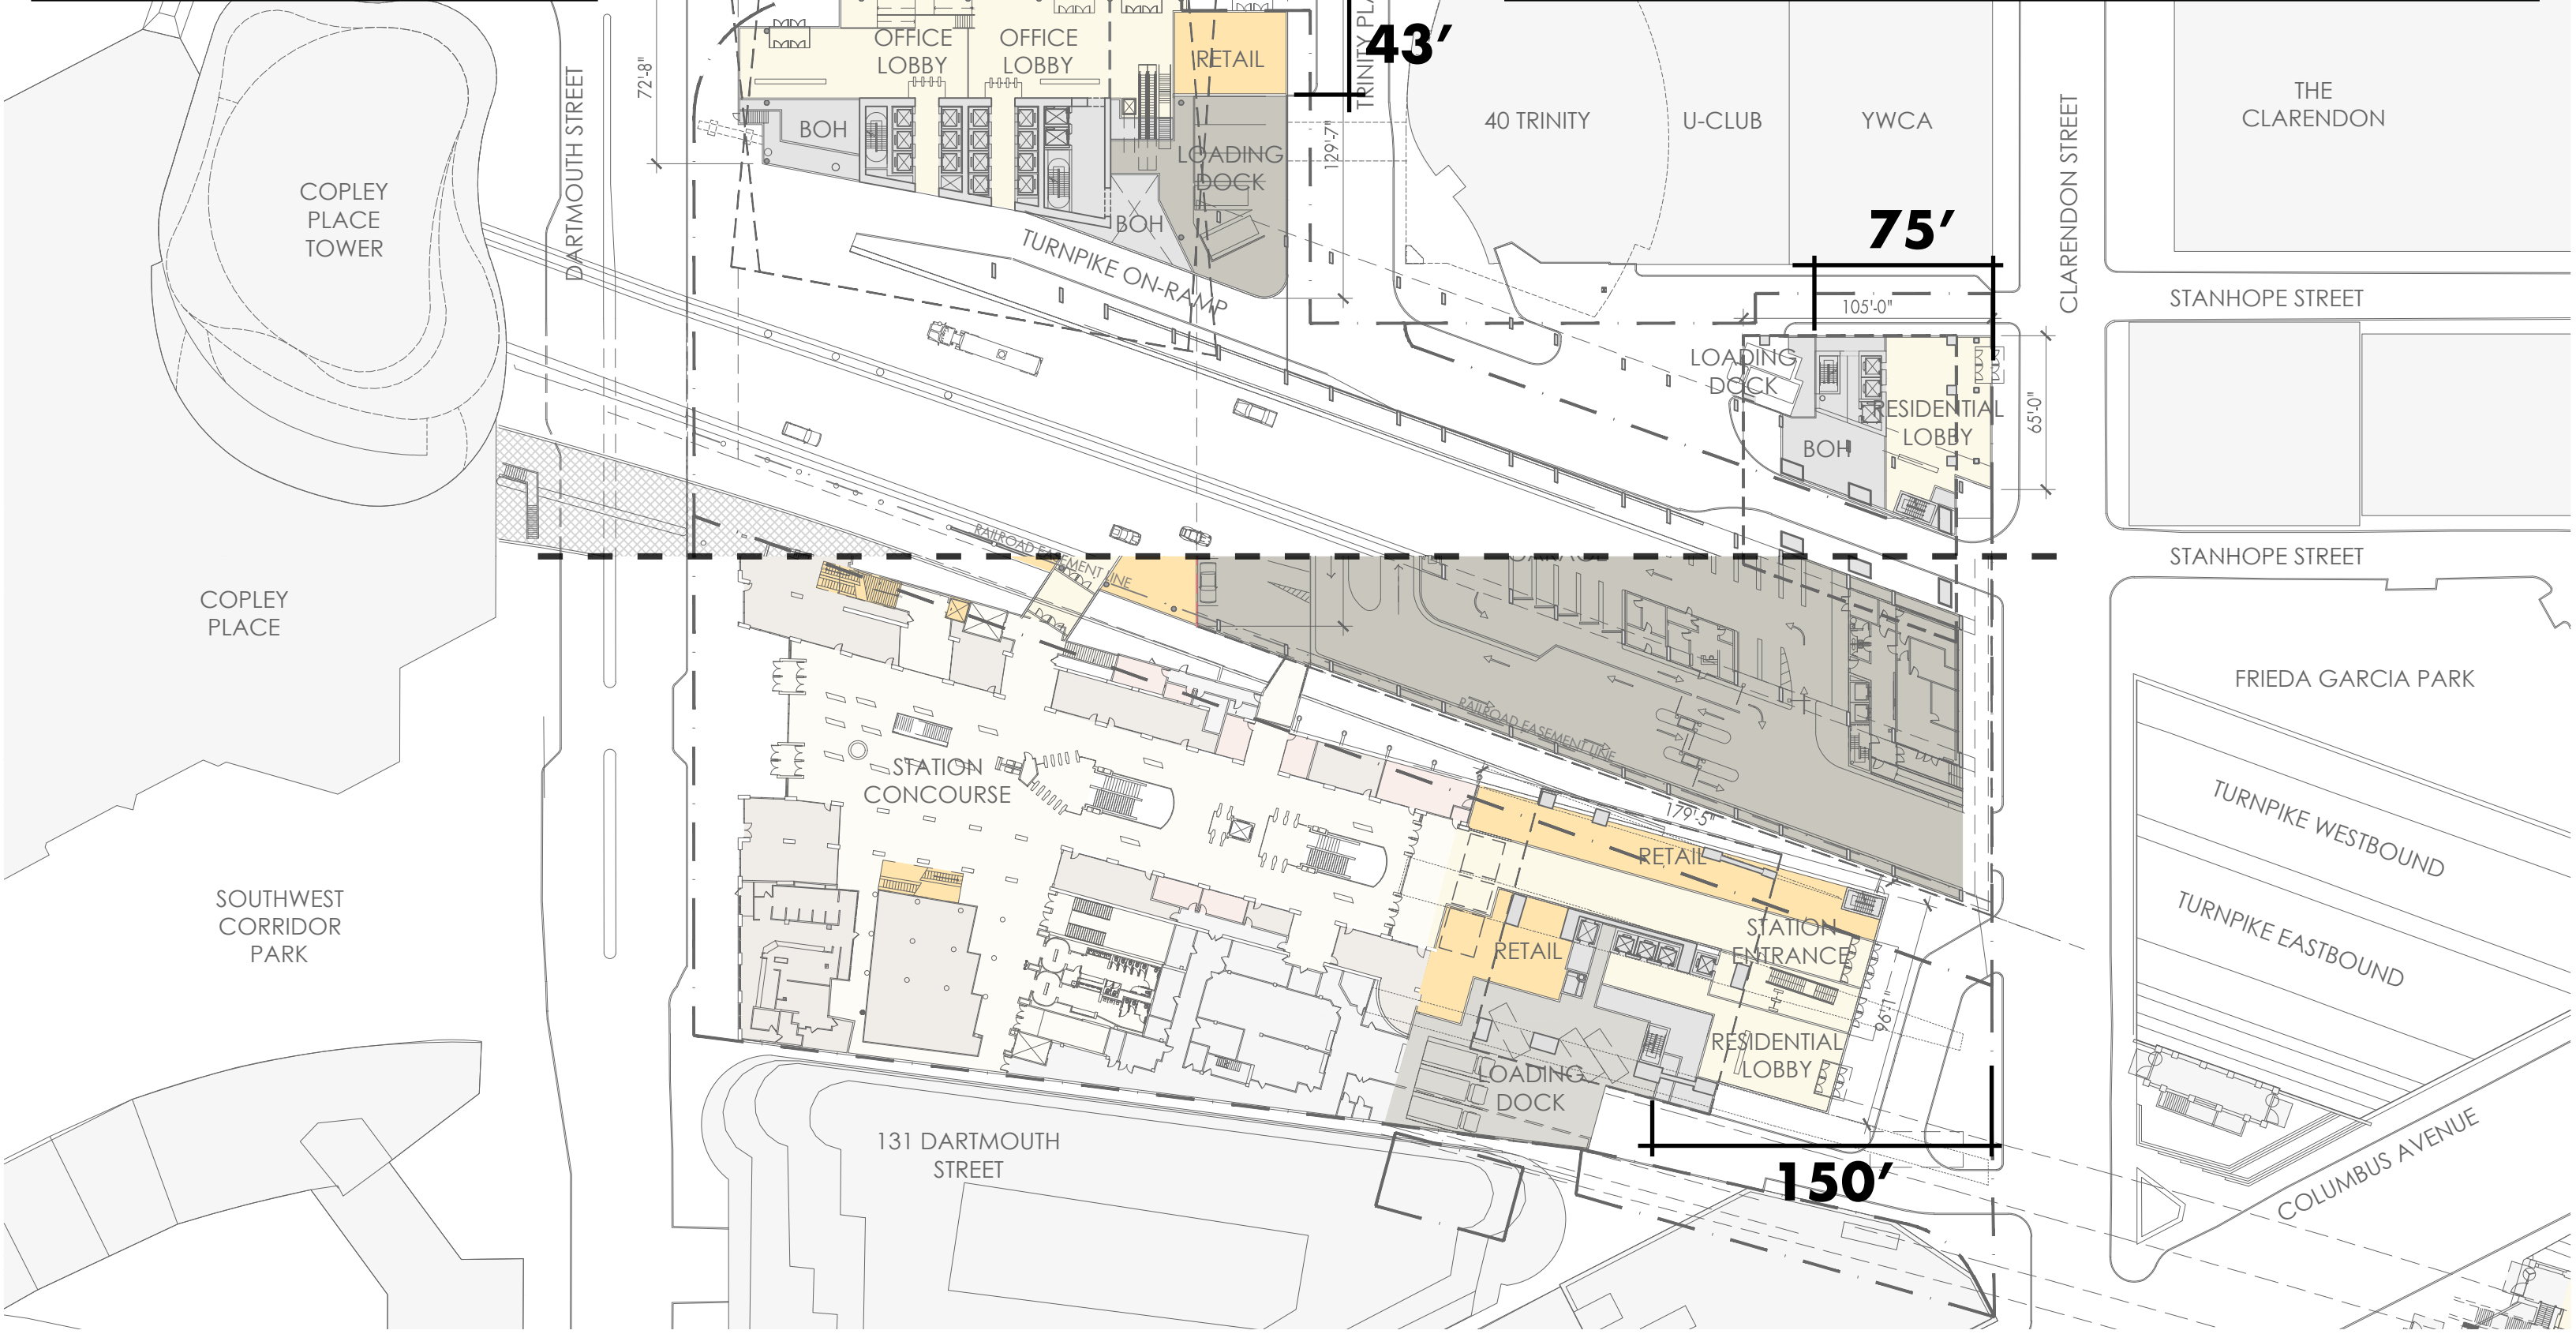 OFFICE
LOBBY
OFFICE
LOBBY
RETAIL
43′
72'-8"
DARTMOUTH STREET
BOH
LOADING
DOCK
129'-7"
BOH
TURNPIKE ON-RAMP
40 TRINITY
U-CLUB
YWCA
THE
CLARENDON
CLARENDON STREET
COPLEY
PLACE
TOWER
75′
105'-0"
STANHOPE STREET
LOADING
DOCK
RESIDENTIAL
LOBBY
BOH
65'-0"
STANHOPE STREET
RAILROAD EASEMENT LINE
COPLEY
PLACE
FRIEDA GARCIA PARK
RAILROAD EASEMENT LINE
STATION
CONCOURSE
179'-5"
RETAIL
TURNPIKE WESTBOUND
SOUTHWEST
CORRIDOR
PARK
RETAIL
STATION
ENTRANCE
TURNPIKE EASTBOUND
96'-1"
RESIDENTIAL
LOBBY
LOADING
DOCK
131 DARTMOUTH
STREET
150′
COLUMBUS AVENUE